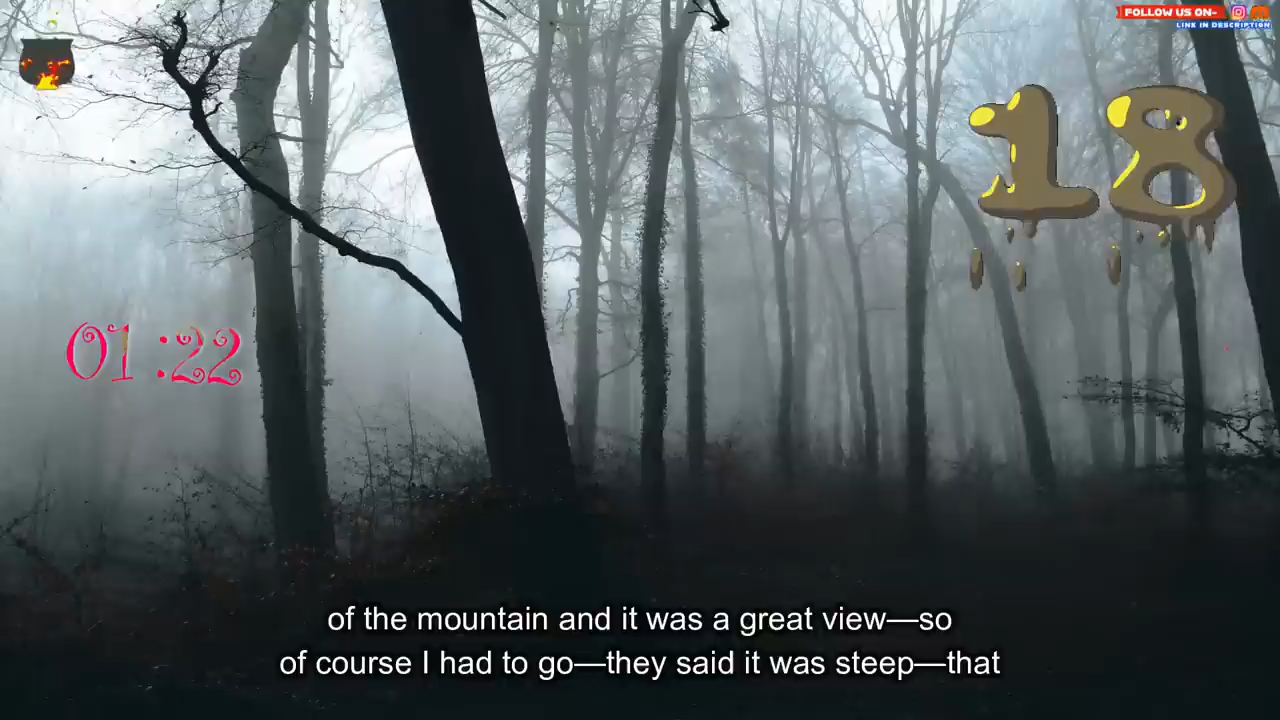 FOLLOW US ON-
LINK IN DESCRIPTION
18
01:22
of the mountain and it was a great view—so
of course I had to go—they said it was steep—that